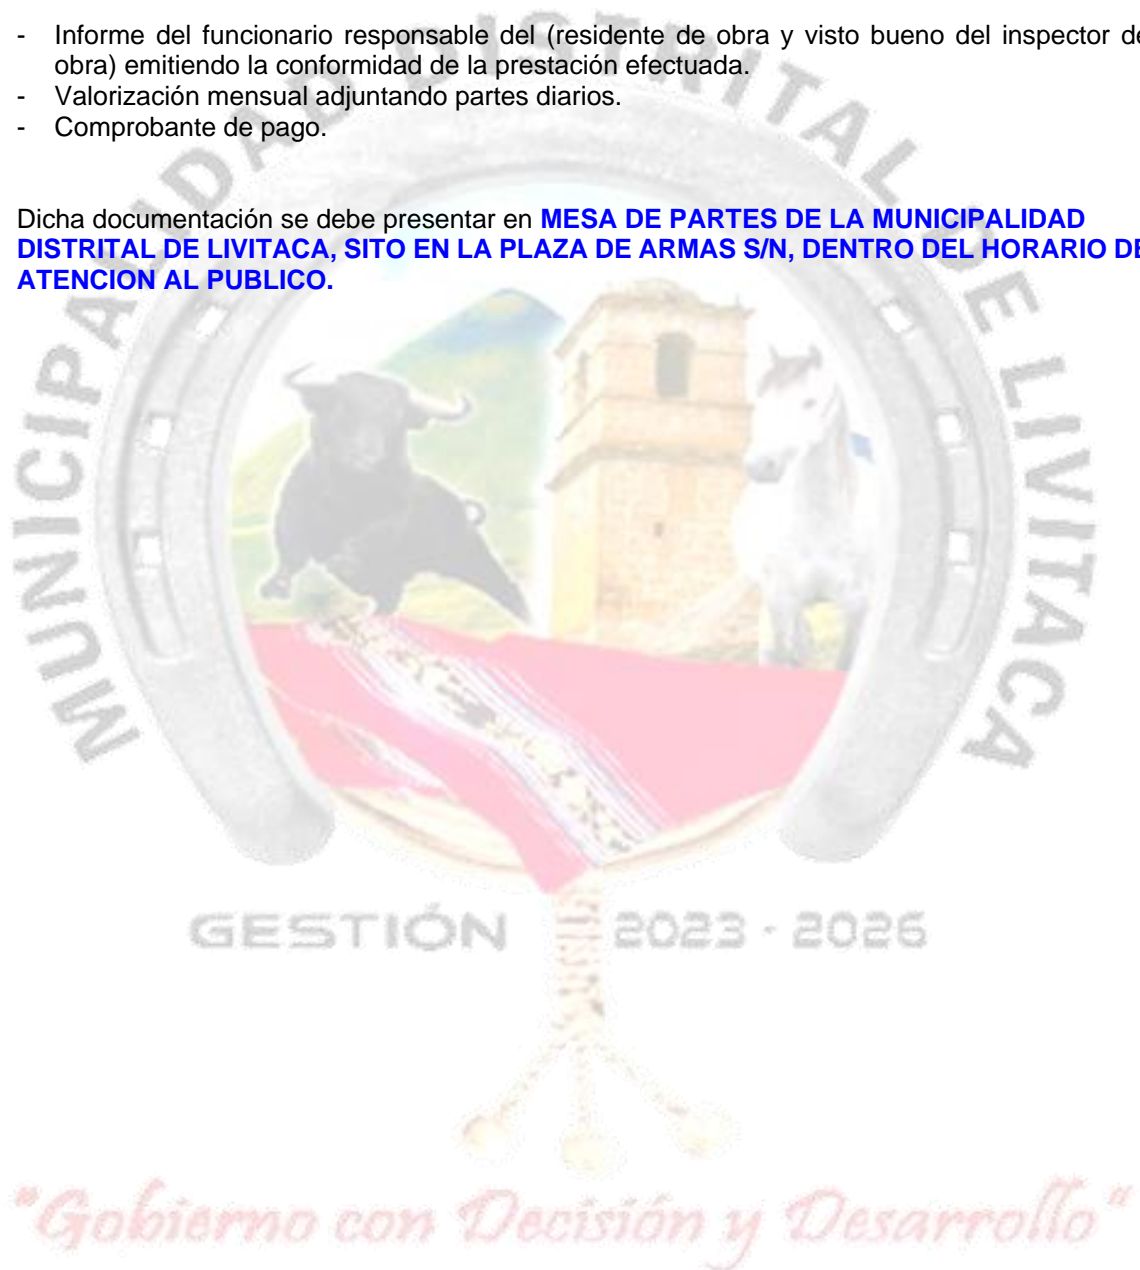 - Informe del funcionario responsable del (residente de obra y visto bueno del inspector de
obra) emitiendo la conformidad de la prestación efectuada.
- Valorización mensual adjuntando partes diarios.
- Comprobante de pago.
Dicha documentación se debe presentar en MESA DE PARTES DE LA MUNICIPALIDAD
DISTRITAL DE LIVITACA, SITO EN LA PLAZA DE ARMAS S/N, DENTRO DEL HORARIO DE
ATENCION AL PUBLICO.
MUNICIPALIDAD DISTRITAL DE LIVITACA
GESTIÓN 2023 - 2026
"Gobierno con Decisión y Desarrollo"